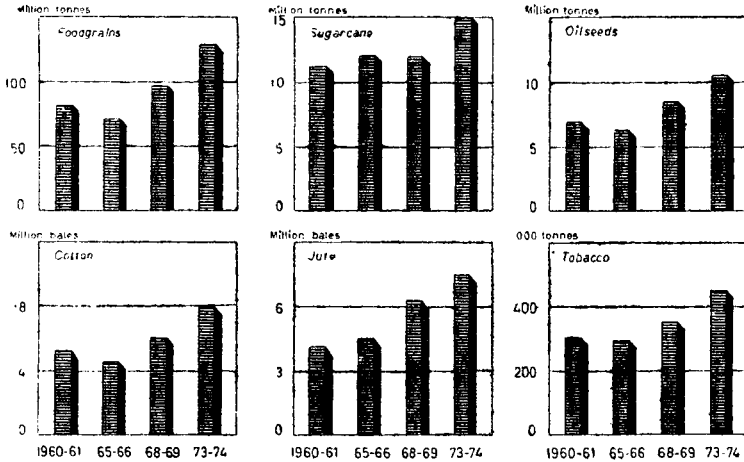 Million tonnes
Foodgrains
100
50
0
Million tonnes
Sugarcane
15
10
5
0
Million tonnes
Oilseeds
10
5
0
Million bales
Cotton
8
4
0
Million bales
Jute
6
3
0
000 tonnes
Tobacco
400
200
0
1960-61 65-66 68-69 73-74
1960-61 65-66 68-69 73-74
1960-61 65-66 68-69 73-74